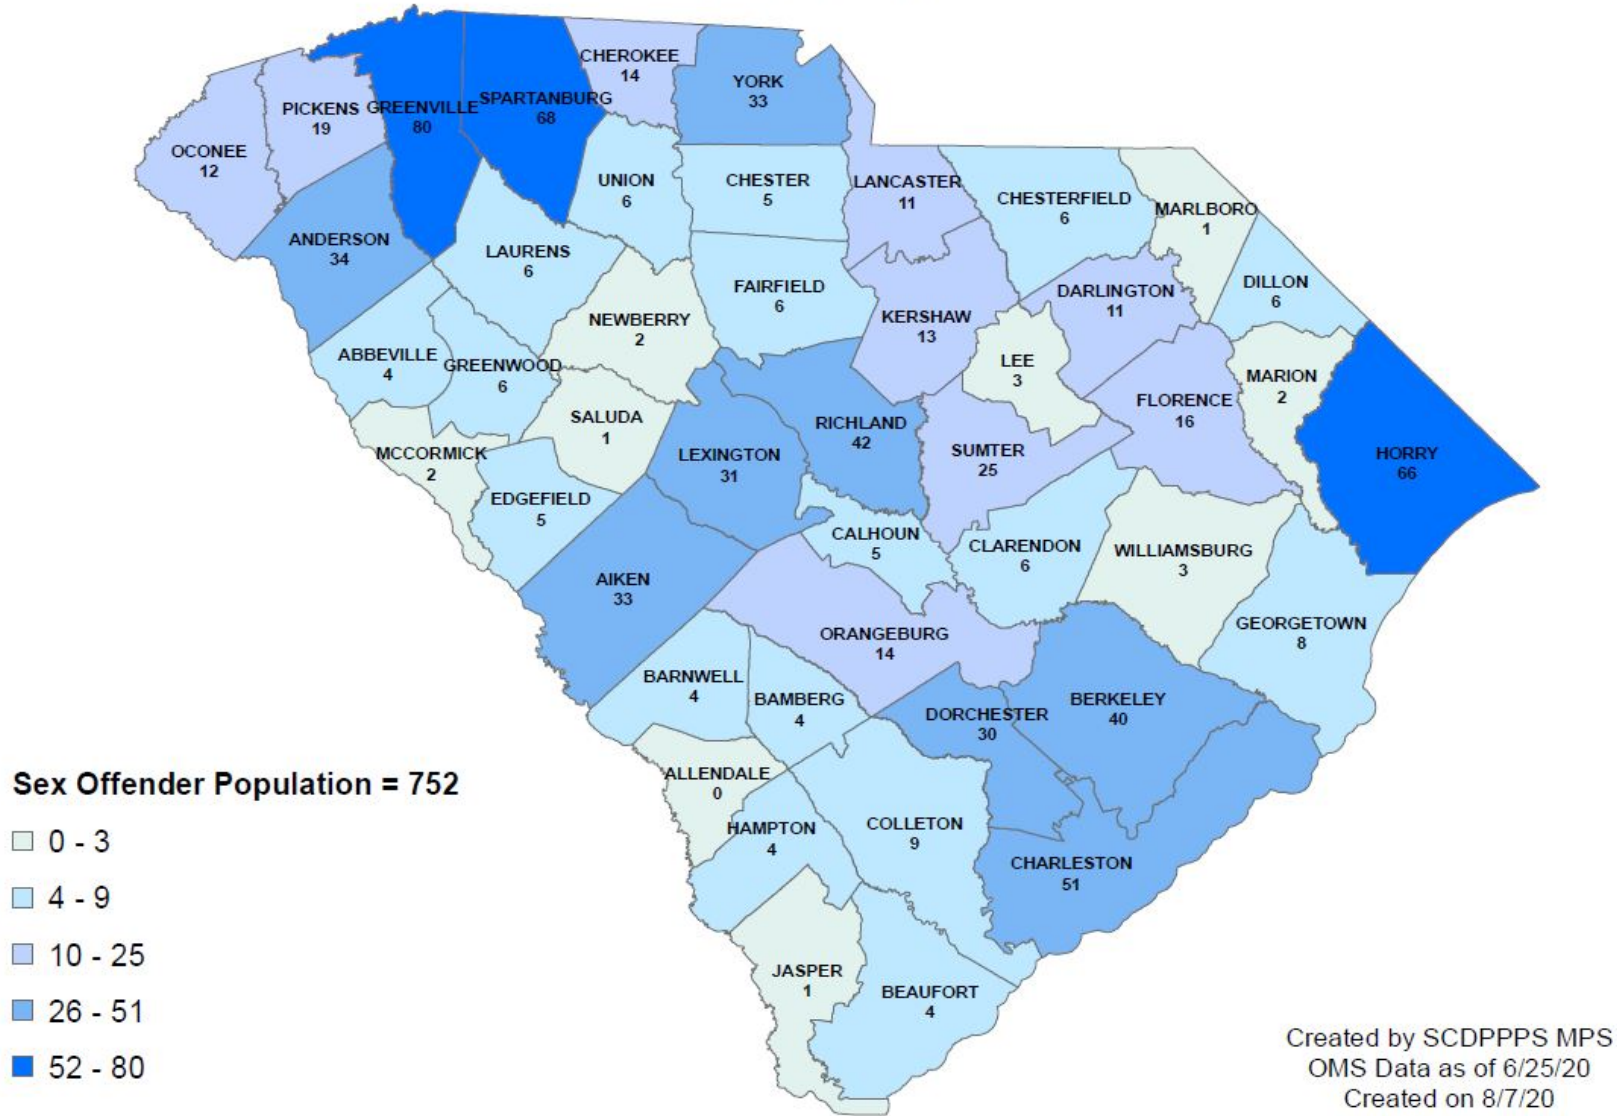 CHEROKEE
14
YORK
33
SPARTANBURG
68
GREENVILLE
80
PICKENS
19
OCONEE
12
UNION
6
CHESTER
5
LANCASTER
11
CHESTERFIELD
6
MARLBORO
1
ANDERSON
34
LAURENS
6
FAIRFIELD
6
DARLINGTON
11
DILLON
6
NEWBERRY
2
KERSHAW
13
ABBEVILLE
4
GREENWOOD
6
LEE
3
MARION
2
SALUDA
1
RICHLAND
42
FLORENCE
16
MCCORMICK
2
LEXINGTON
31
SUMTER
25
HORRY
66
EDGEFIELD
5
CALHOUN
5
CLARENDON
6
WILLIAMSBURG
3
AIKEN
33
ORANGEBURG
14
GEORGETOWN
8
BARNWELL
4
BAMBERG
4
DORCHESTER
30
BERKELEY
40
ALLENDALE
0
HAMPTON
4
COLLETON
9
CHARLESTON
51
JASPER
1
BEAUFORT
4
Sex Offender Population = 752
0 - 3
4 - 9
10 - 25
26 - 51
52 - 80
Created by SCDPPPS MPS
OMS Data as of 6/25/20
Created on 8/7/20